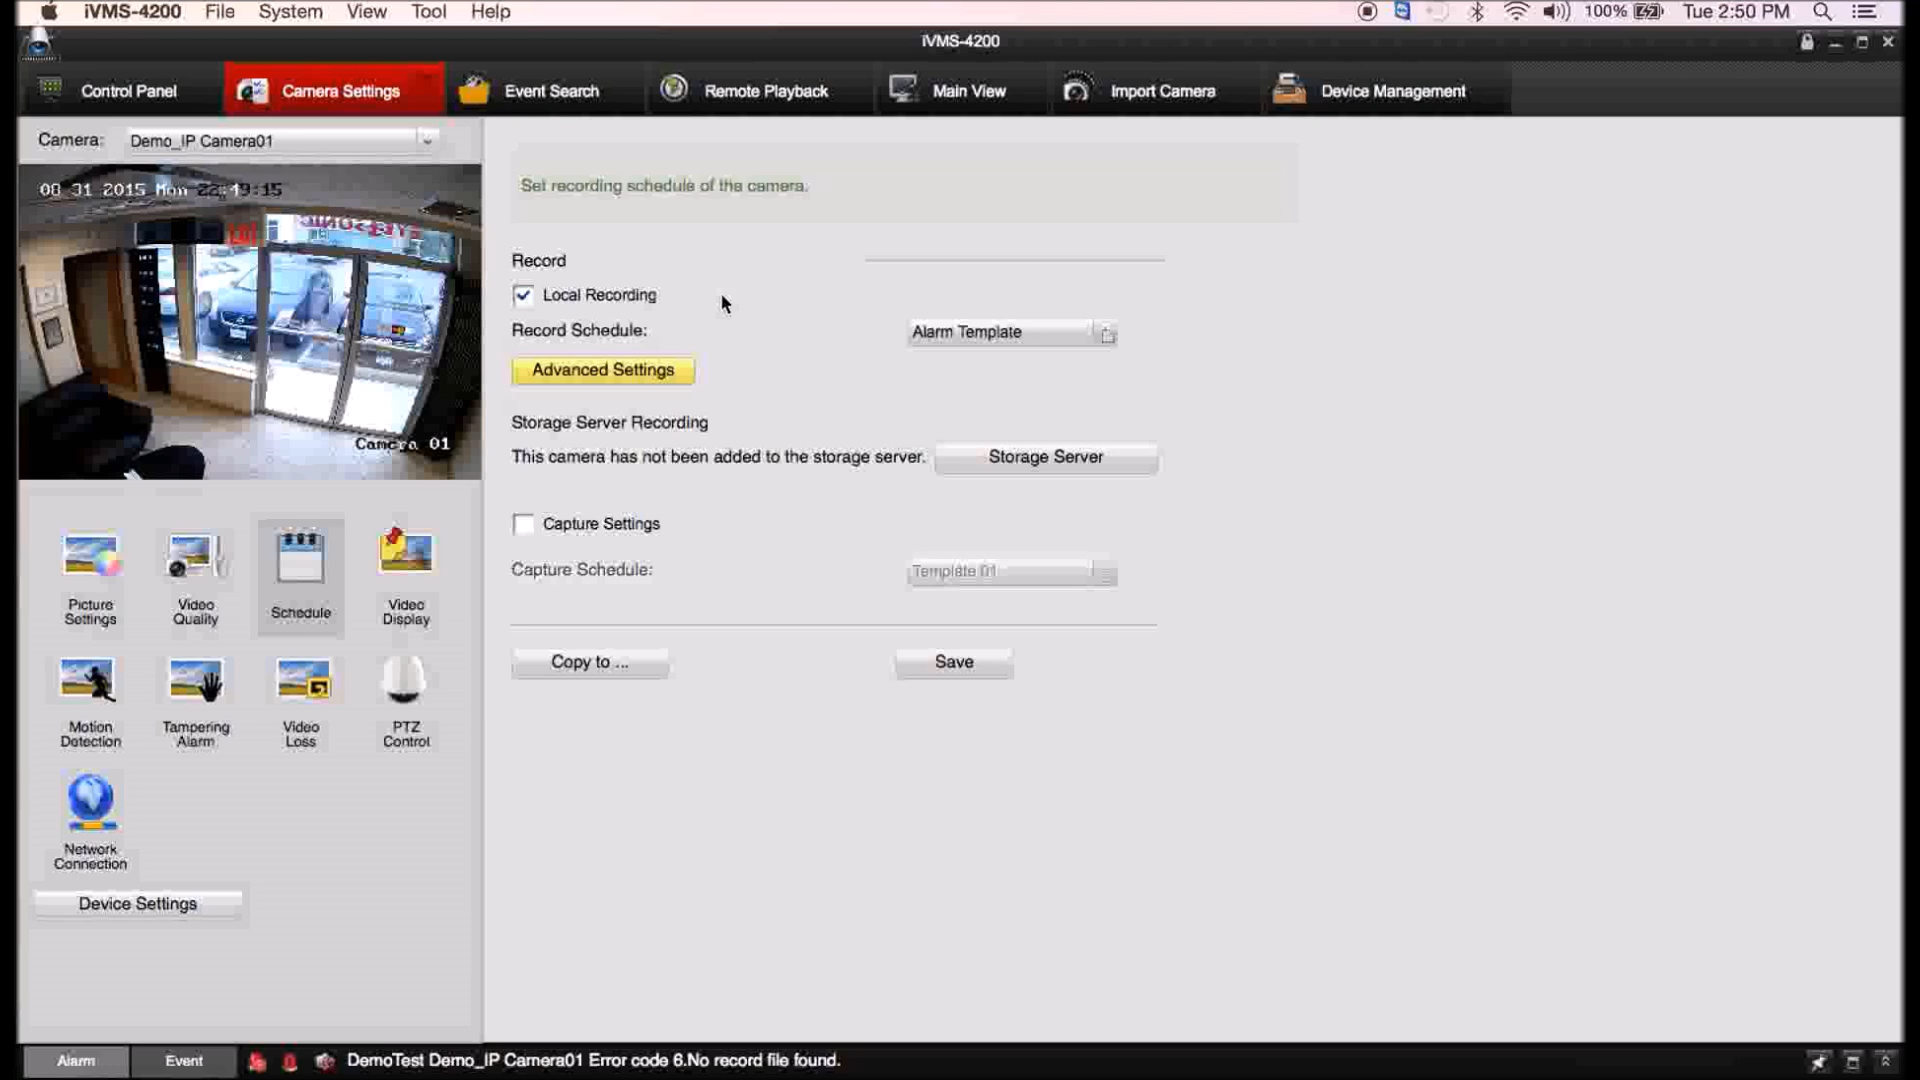 iVMS-4200 File System View Tool Help 100% Tue 2:50 PM
iVMS-4200
Control Panel Camera Settings Event Search Remote Playback Main View Import Camera Device Management
Camera: Demo_IP Camera01
08 31 2015 Mon 22:49:15
Camera 01
Set recording schedule of the camera.
Record
Local Recording
Record Schedule: Alarm Template
Advanced Settings
Storage Server Recording
This camera has not been added to the storage server. Storage Server
Capture Settings
Capture Schedule: Template 01
Copy to ... Save
Picture Settings
Video Quality
Schedule
Video Display
Motion Detection
Tampering Alarm
Video Loss
PTZ Control
Network Connection
Device Settings
Alarm Event DemoTest Demo_IP Camera01 Error code 6.No record file found.